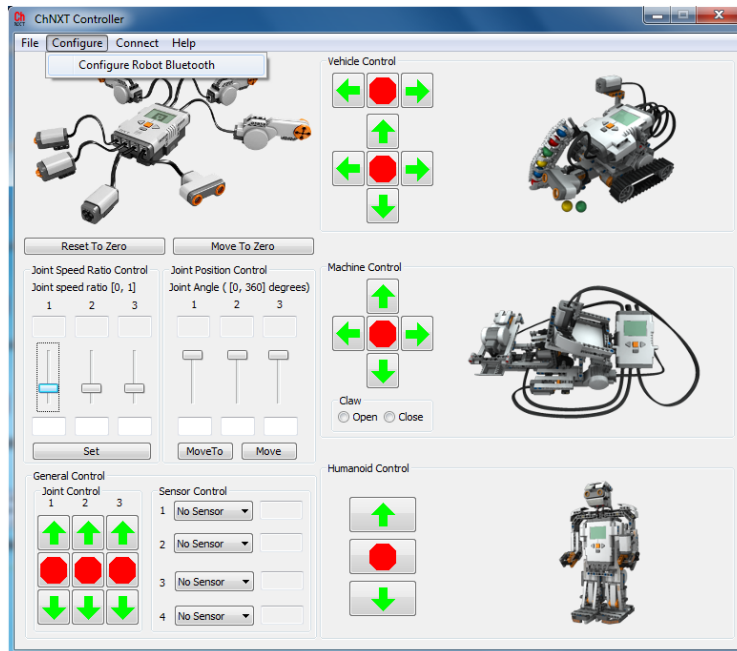 Ch
NXT
ChNXT Controller
File Configure Connect Help
Configure Robot Bluetooth
Vehicle Control
Reset To Zero Move To Zero
Joint Speed Ratio Control Joint Position Control
Joint speed ratio [0, 1] Joint Angle ( [0, 360] degrees)
1 2 3 1 2 3
Set MoveTo Move
Machine Control
Claw
Open Close
General Control
Joint Control Sensor Control
1 2 3
1 No Sensor
2 No Sensor
3 No Sensor
4 No Sensor
Humanoid Control